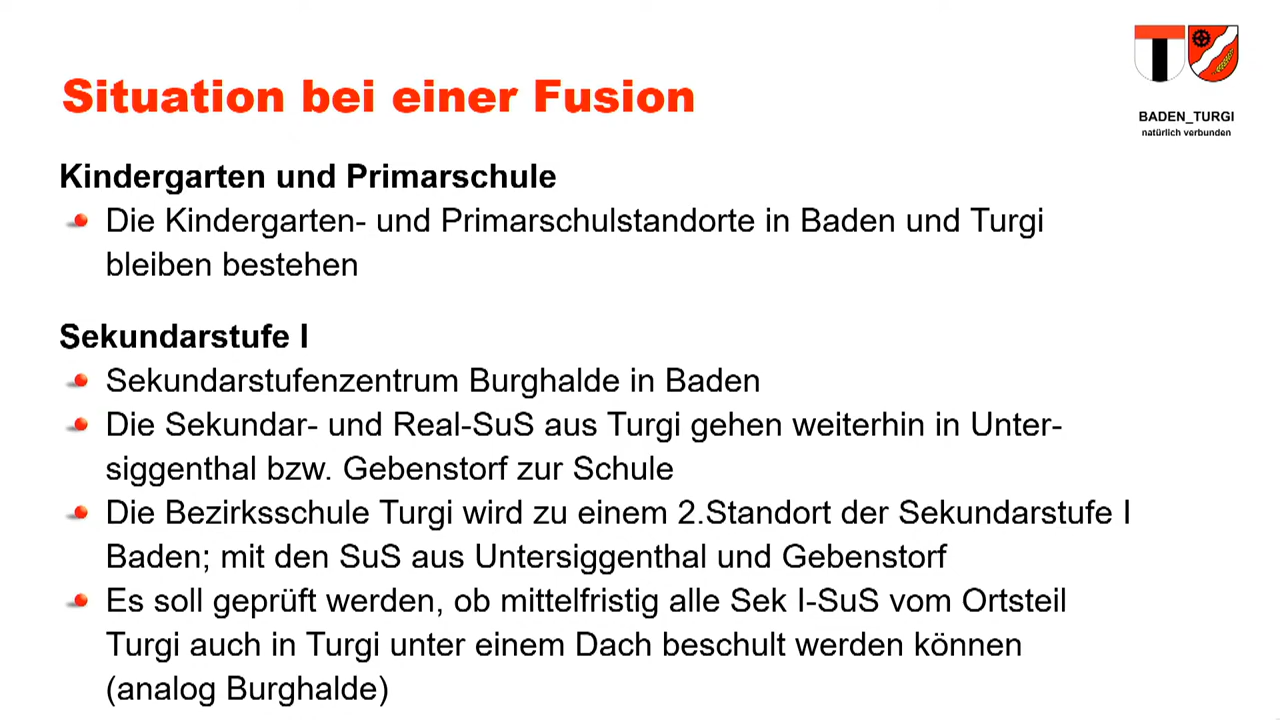 Situation bei einer Fusion
BADEN_TURGI
natürlich verbunden
Kindergarten und Primarschule
Die Kindergarten- und Primarschulstandorte in Baden und Turgi
bleiben bestehen
Sekundarstufe I
Sekundarstufenzentrum Burghalde in Baden
Die Sekundar- und Real-SuS aus Turgi gehen weiterhin in Unter-
siggenthal bzw. Gebenstorf zur Schule
Die Bezirksschule Turgi wird zu einem 2.Standort der Sekundarstufe I
Baden; mit den SuS aus Untersiggenthal und Gebenstorf
Es soll geprüft werden, ob mittelfristig alle Sek I-SuS vom Ortsteil
Turgi auch in Turgi unter einem Dach beschult werden können
(analog Burghalde)